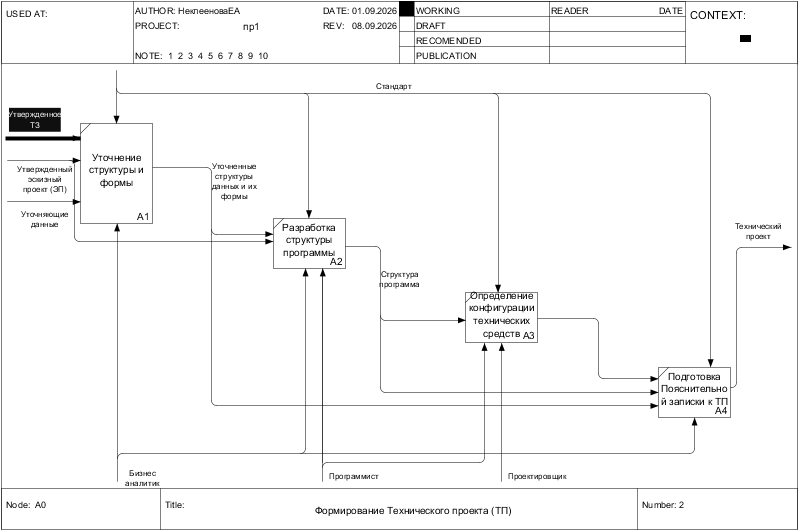 USED AT:
AUTHOR: НеклееноваЕА
DATE: 01.09.2026
PROJECT: пр1
REV: 08.09.2026
NOTE: 1 2 3 4 5 6 7 8 9 10
WORKING
DRAFT
RECOMENDED
PUBLICATION
READER
DATE
CONTEXT:
Стандарт
Утвержденное
ТЗ
Утвержденный
эскизный
проект (ЭП)
Уточняющие
данные
Уточнение
структуры и
формы
A1
Уточненные
структуры
данных и их
формы
Разработка
структуры
программы
A2
Структура
программа
Определение
конфигурации
технических
средств
A3
Технический
проект
Подготовка
Пояснительно
й записки к ТП
A4
Бизнес
аналитик
Программист
Проектировщик
Node: A0
Title:
Формирование Технического проекта (ТП)
Number: 2